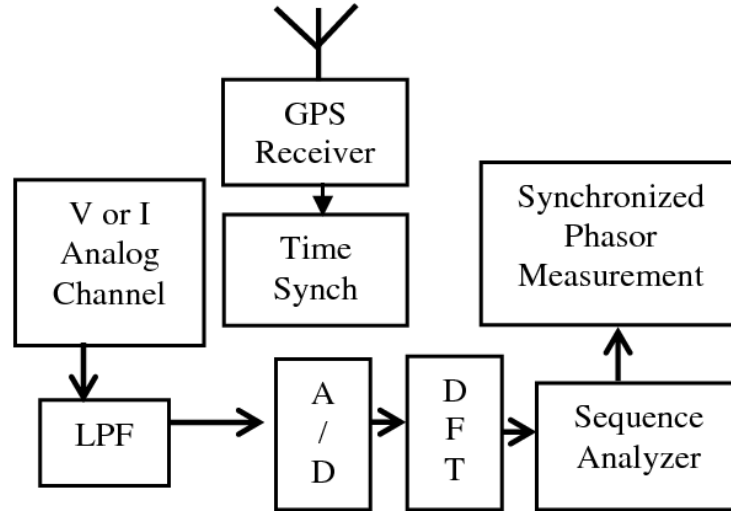 GPS
Receiver
V or I
Analog
Channel
Time
Synch
Synchronized
Phasor
Measurement
LPF
A
/
D
D
F
T
Sequence
Analyzer